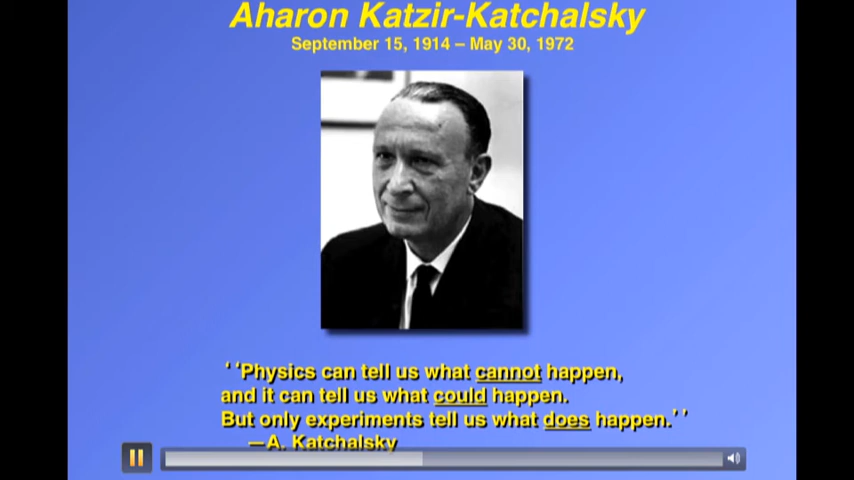 Aharon Katzir-Katchalsky
September 15, 1914 – May 30, 1972
‘‘Physics can tell us what cannot happen,
and it can tell us what could happen.
But only experiments tell us what does happen.’’
—A. Katchalsky